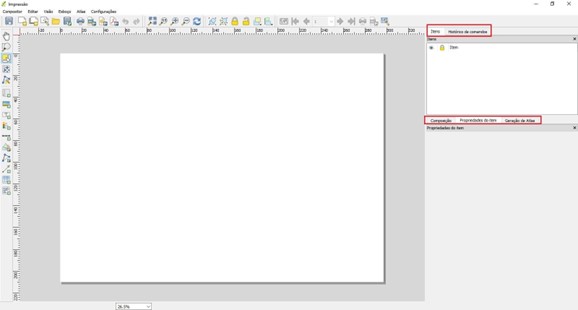 Impressão
Compositor Editar Visão Esboço Atlas Configurações
Itens Histórico de comandos
Itens
Item
Composição Propriedades do item Geração de Atlas
Propriedades do item
26.5%